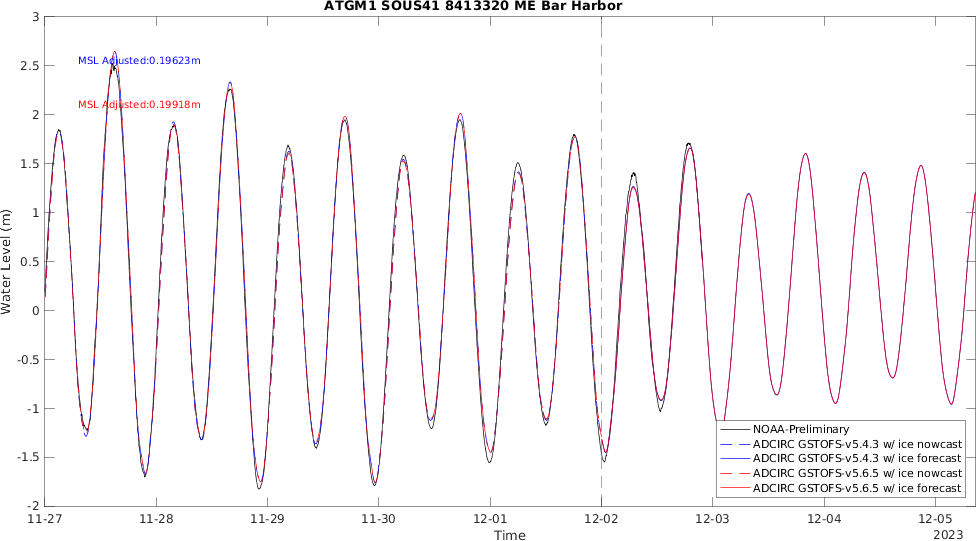 ATGM1 SOUS41 8413320 ME Bar Harbor
3
2.5
2
1.5
1
0.5
0
-0.5
-1
-1.5
-2
Water Level (m)
MSL Adjusted:0.19623m
MSL Adjusted:0.19918m
NOAA-Preliminary
ADCIRC GSTOFS-v5.4.3 w/ ice nowcast
ADCIRC GSTOFS-v5.4.3 w/ ice forecast
ADCIRC GSTOFS-v5.6.5 w/ ice nowcast
ADCIRC GSTOFS-v5.6.5 w/ ice forecast
11-27 11-28 11-29 11-30 12-01 12-02 12-03 12-04 12-05
Time
2023